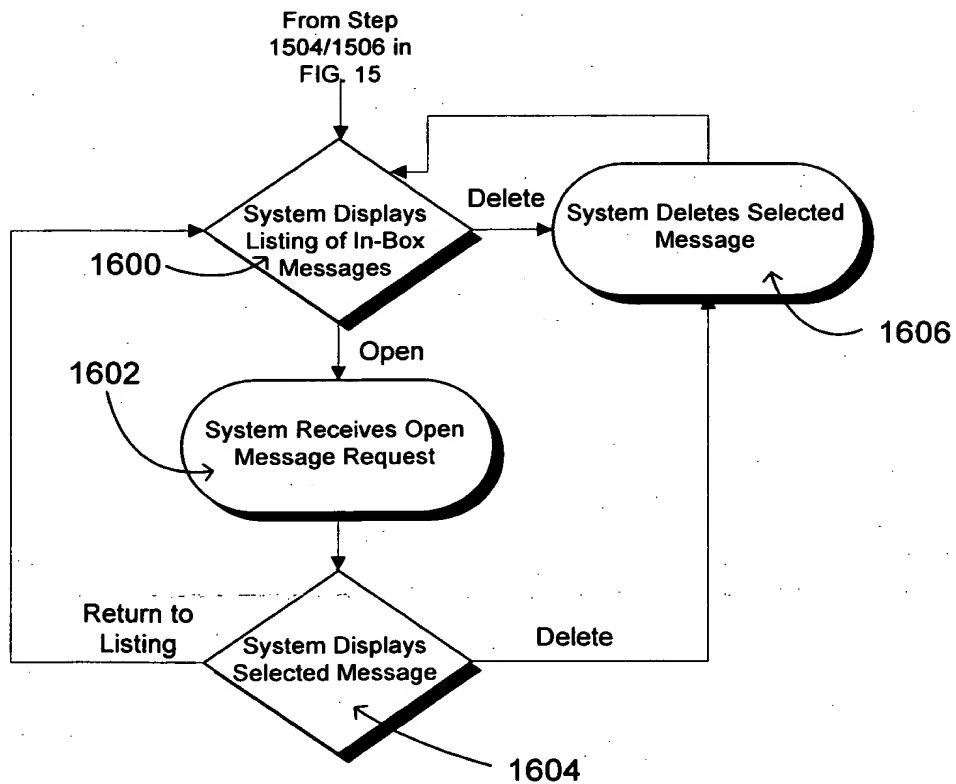 From Step
1504/1506 in
FIG. 15
System Displays
Listing of In-Box
Messages
1600
Delete
System Deletes Selected
Message
1606
Open
1602
System Receives Open
Message Request
Return to
Listing
System Displays
Selected Message
Delete
1604